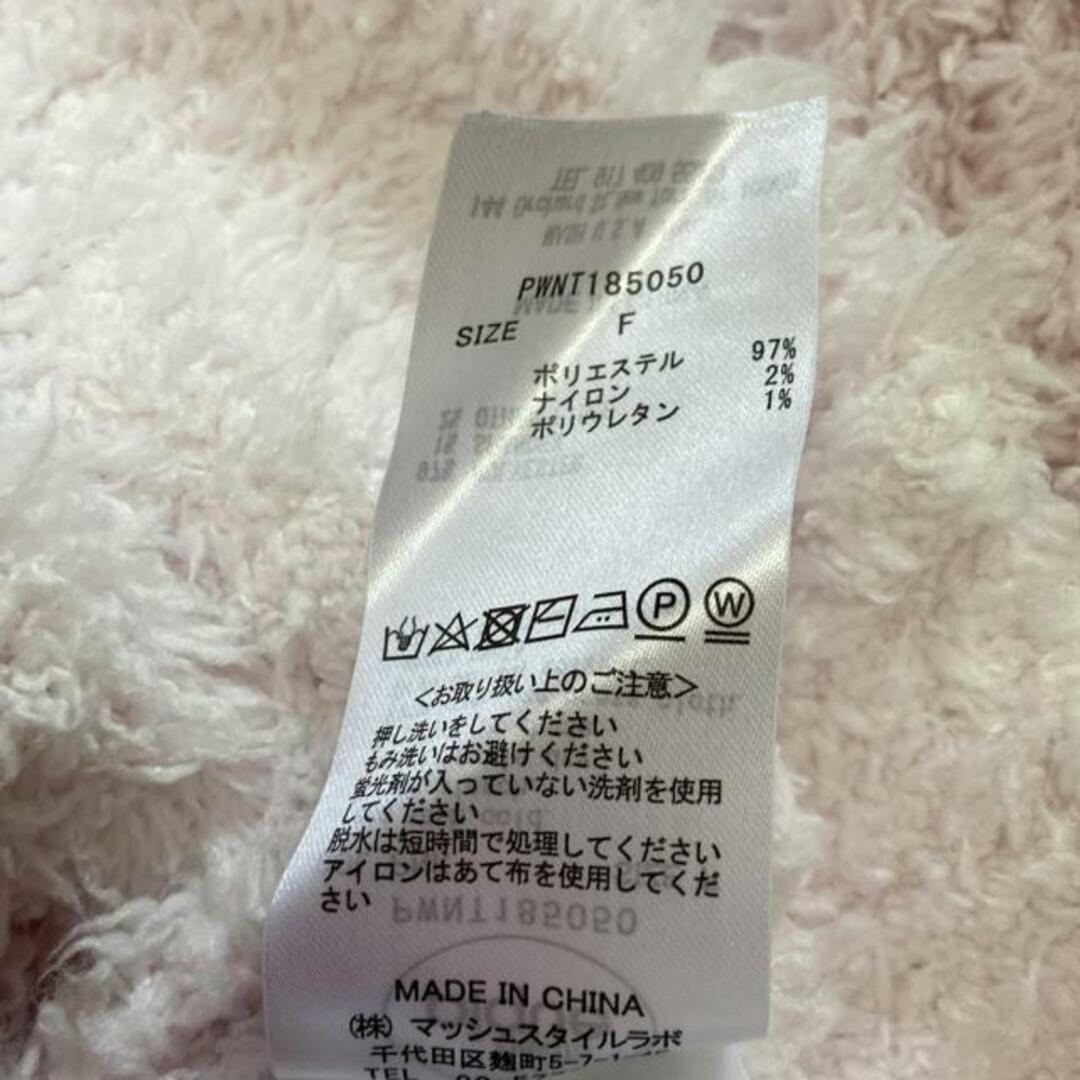 PWNT185050
SIZE F
ポリエステル 97%
ナイロン 2%
ポリウレタン 1%
P W
<お取り扱い上のご注意>
押し洗いをしてください
もみ洗いはお避けください
蛍光剤が入っていない洗剤を使用
してください
脱水は短時間で処理してください
アイロンはあて布を使用してくだ
さい
MADE IN CHINA
(株) マッシュスタイルラボ
千代田区麹町5-7-1
TEL